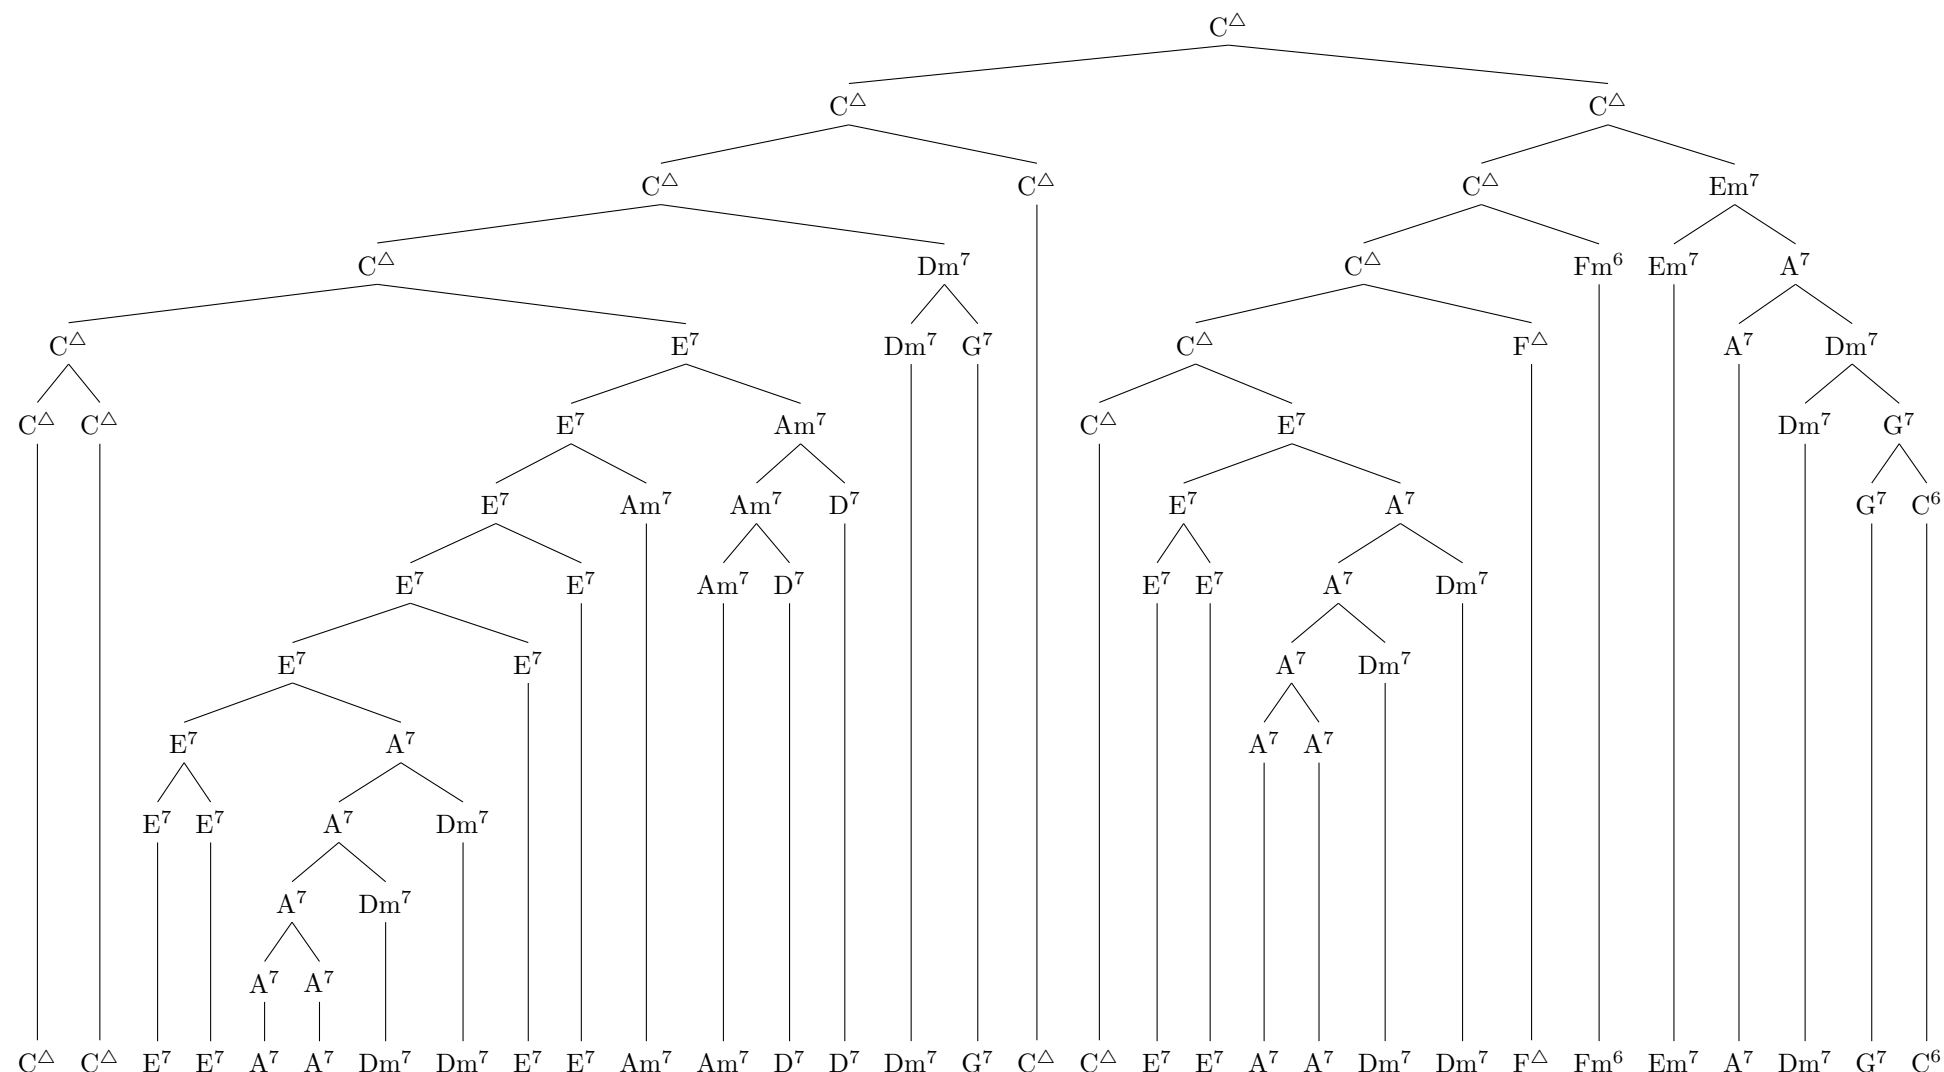 C△
C△ C△
C△ C△ C△ Em⁷
C△ Dm⁷ C△ Fm⁶ Em⁷ A⁷
C△ E⁷ Dm⁷ G⁷ C△ F△ A⁷ Dm⁷
C△ C△ E⁷ Am⁷ C△ E⁷ Dm⁷ G⁷
E⁷ Am⁷ Am⁷ D⁷ E⁷ A⁷ G⁷ C⁶
E⁷ E⁷ Am⁷ D⁷ E⁷ E⁷ A⁷ Dm⁷
E⁷ E⁷ A⁷ Dm⁷
E⁷ A⁷ A⁷ A⁷
E⁷ E⁷ A⁷ Dm⁷
A⁷ Dm⁷
A⁷ A⁷
C△ C△ E⁷ E⁷ A⁷ A⁷ Dm⁷ Dm⁷ E⁷ E⁷ Am⁷ Am⁷ D⁷ D⁷ Dm⁷ G⁷ C△ C△ E⁷ E⁷ A⁷ A⁷ Dm⁷ Dm⁷ F△ Fm⁶ Em⁷ A⁷ Dm⁷ G⁷ C⁶